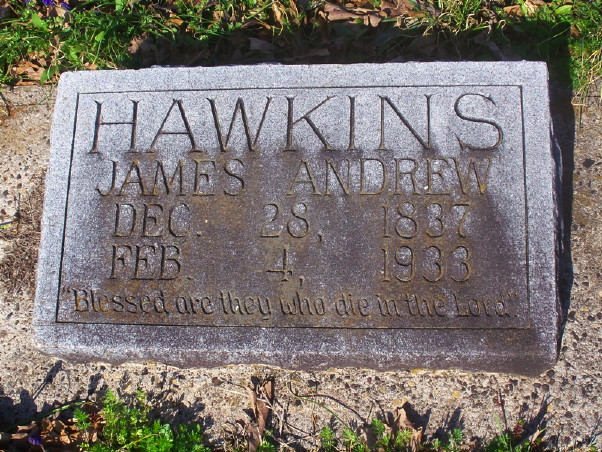 HAWKINS
JAMES ANDREW
DEC. 28, 1837
FEB. 4, 1933
"Blessed are they who die in the Lord"